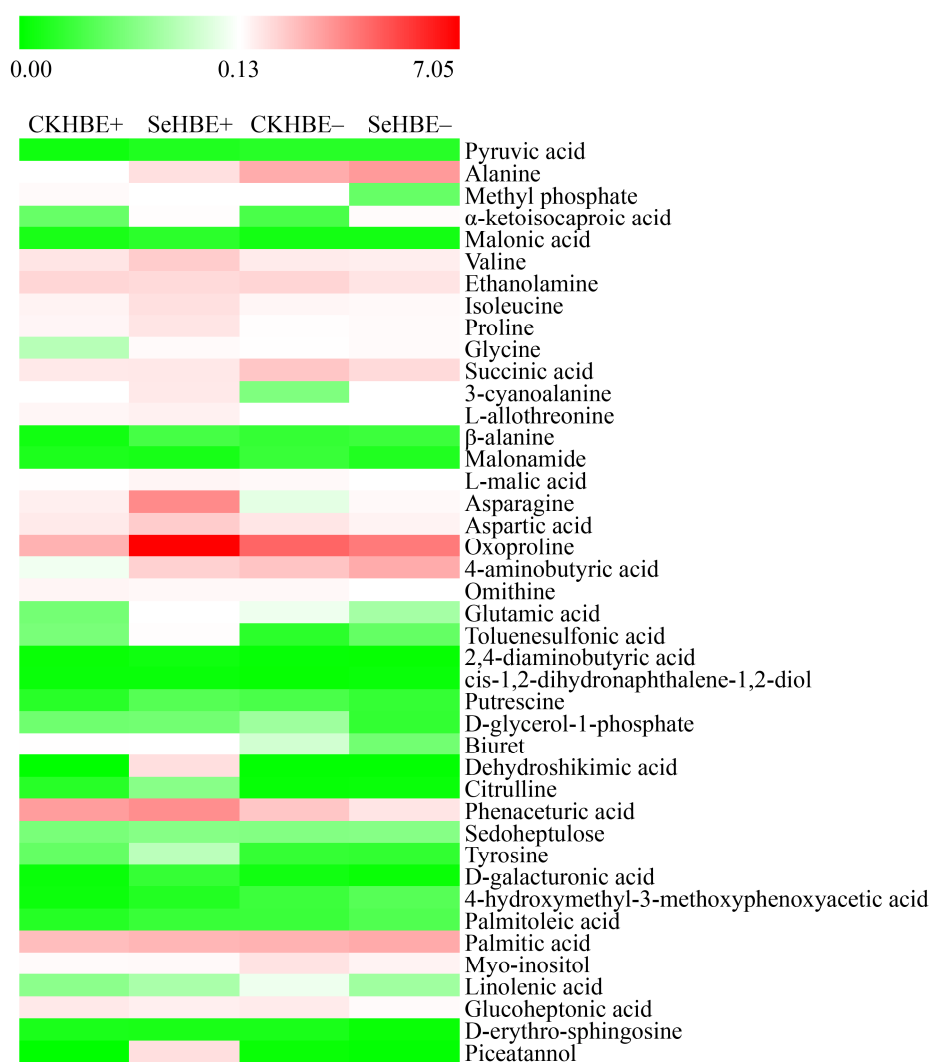 0.00 0.13 7.05
CKHBE+ SeHBE+ CKHBE– SeHBE–
Pyruvic acid
Alanine
Methyl phosphate
α-ketoisocaproic acid
Malonic acid
Valine
Ethanolamine
Isoleucine
Proline
Glycine
Succinic acid
3-cyanoalanine
L-allothreonine
β-alanine
Malonamide
L-malic acid
Asparagine
Aspartic acid
Oxoproline
4-aminobutyric acid
Omithine
Glutamic acid
Toluenesulfonic acid
2,4-diaminobutyric acid
cis-1,2-dihydronaphthalene-1,2-diol
Putrescine
D-glycerol-1-phosphate
Biuret
Dehydroshikimic acid
Citrulline
Phenaceturic acid
Sedoheptulose
Tyrosine
D-galacturonic acid
4-hydroxymethyl-3-methoxyphenoxyacetic acid
Palmitoleic acid
Palmitic acid
Myo-inositol
Linolenic acid
Glucoheptonic acid
D-erythro-sphingosine
Piceatannol